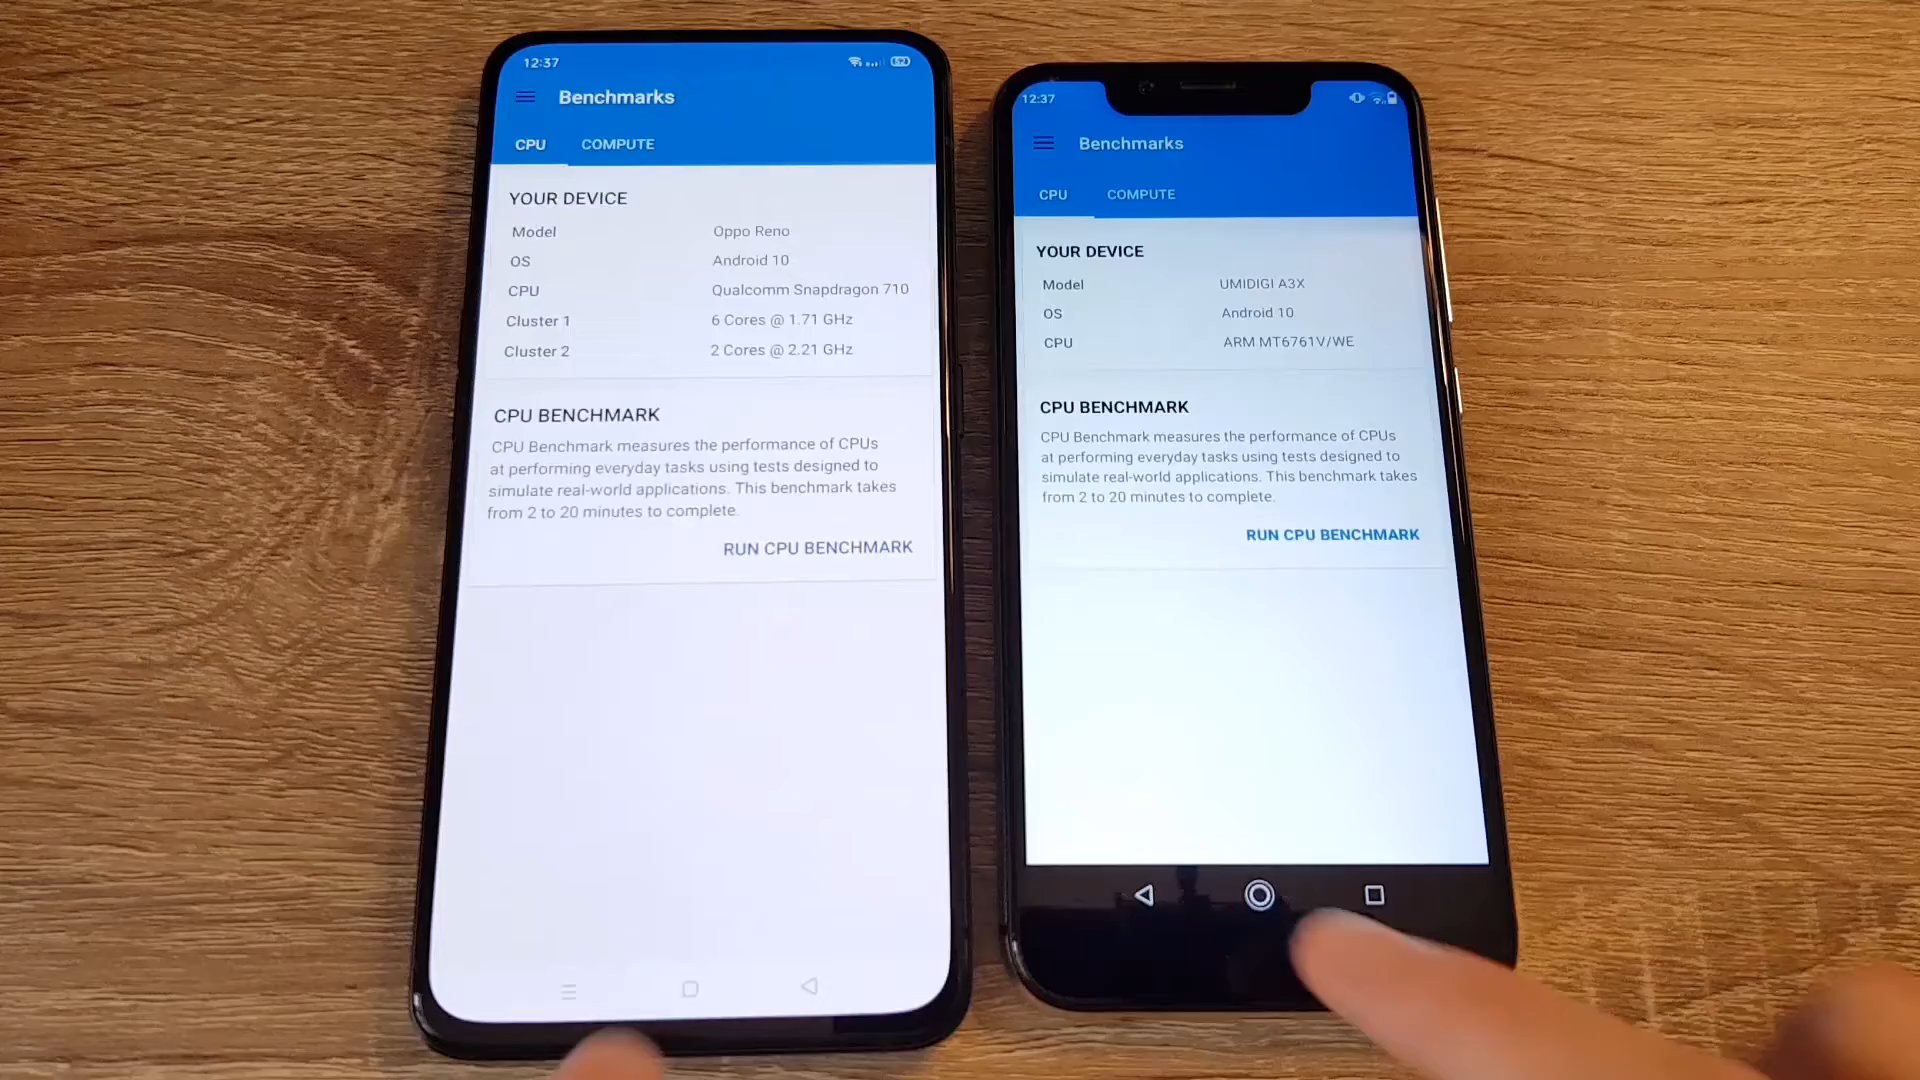 12:37
52
Benchmarks
CPU COMPUTE
YOUR DEVICE
Model Oppo Reno
OS Android 10
CPU Qualcomm Snapdragon 710
Cluster 1 6 Cores @ 1.71 GHz
Cluster 2 2 Cores @ 2.21 GHz
CPU BENCHMARK
CPU Benchmark measures the performance of CPUs
at performing everyday tasks using tests designed to
simulate real-world applications. This benchmark takes
from 2 to 20 minutes to complete.
RUN CPU BENCHMARK
12:37
Benchmarks
CPU COMPUTE
YOUR DEVICE
Model UMIDIGI A3X
OS Android 10
CPU ARM MT6761V/WE
CPU BENCHMARK
CPU Benchmark measures the performance of CPUs
at performing everyday tasks using tests designed to
simulate real-world applications. This benchmark takes
from 2 to 20 minutes to complete.
RUN CPU BENCHMARK